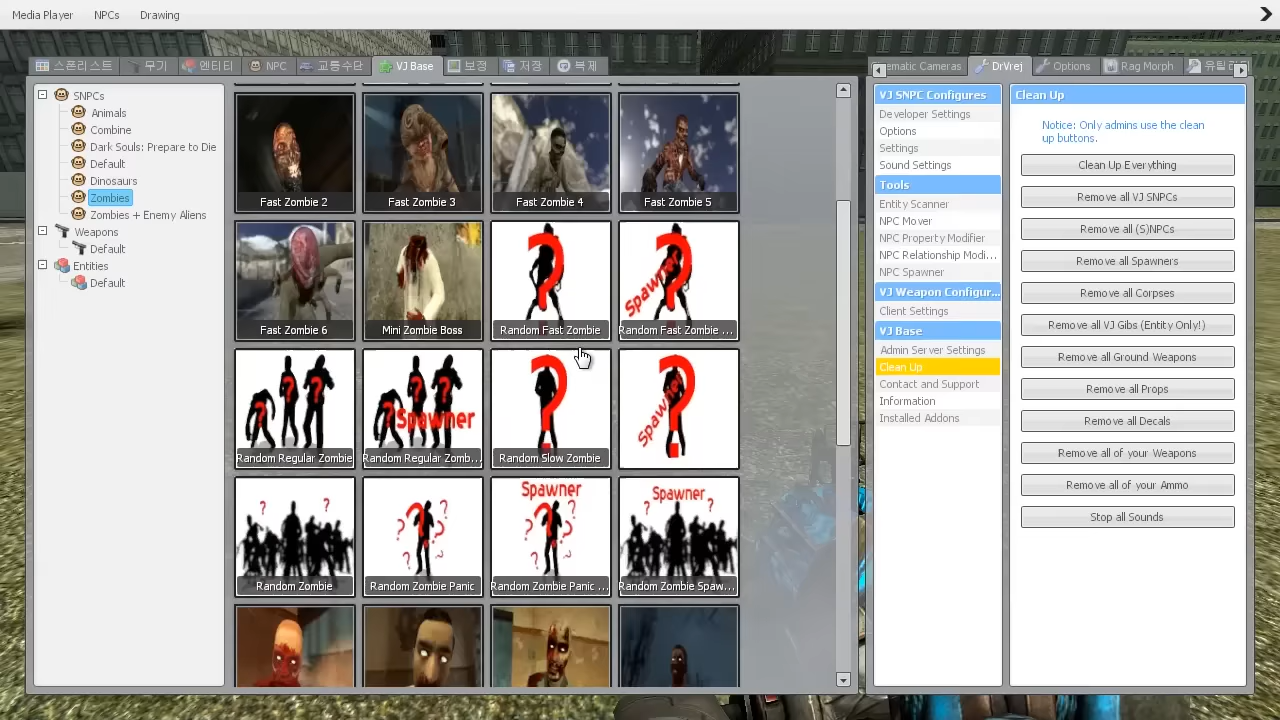 Media Player NPCs Drawing
스폰리스트 무기 엔티티 NPC 교통수단 VJ Base 보정 저장 복제
ematic Cameras DrVrej Options Rag Morph 유틸
SNPCs
Animals
Combine
Dark Souls: Prepare to Die
Default
Dinosaurs
Zombies
Zombies + Enemy Aliens
Weapons
Default
Entities
Default
Fast Zombie 2 Fast Zombie 3 Fast Zombie 4 Fast Zombie 5
Fast Zombie 6 Mini Zombie Boss Random Fast Zombie Random Fast Zombie ...
Spawner
Random Regular Zombie Random Regular Zomb... Random Slow Zombie
Spawner
Spawner
Random Zombie Random Zombie Panic Random Zombie Panic ... Random Zombie Spaw...
Spawner
Spawner
VJ SNPC Configures
Developer Settings
Options
Settings
Sound Settings
Tools
Entity Scanner
NPC Mover
NPC Property Modifier
NPC Relationship Modi...
NPC Spawner
VJ Weapon Configur...
Client Settings
VJ Base
Admin Server Settings
Clean Up
Contact and Support
Information
Installed Addons
Clean Up
Notice: Only admins use the clean
up buttons.
Clean Up Everything
Remove all VJ SNPCs
Remove all (S)NPCs
Remove all Spawners
Remove all Corpses
Remove all VJ Gibs (Entity Only!)
Remove all Ground Weapons
Remove all Props
Remove all Decals
Remove all of your Weapons
Remove all of your Ammo
Stop all Sounds